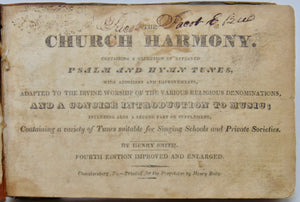 THE
CHURCH HARMONY.
CONTAINING A SELECTION OF APPROVED
PSALM AND HYMN TUNES,
WITH ADDITIONS AND IMPROVEMENTS,
ADAPTED TO THE DIVINE WORSHIP OF THE VARIOUS RELIGIOUS DENOMINATIONS,
AND A CONCISE INTRODUCTION TO MUSIC;
INCLUDING ALSO A SECOND PART OR SUPPLEMENT,
Containing a variety of Tunes suitable for Singing Schools and Private Societies.
BY HENRY SMITH.
FOURTH EDITION IMPROVED AND ENLARGED.
Chambersburg, Pa.—Printed for the Proprietor by Henry Ruby.